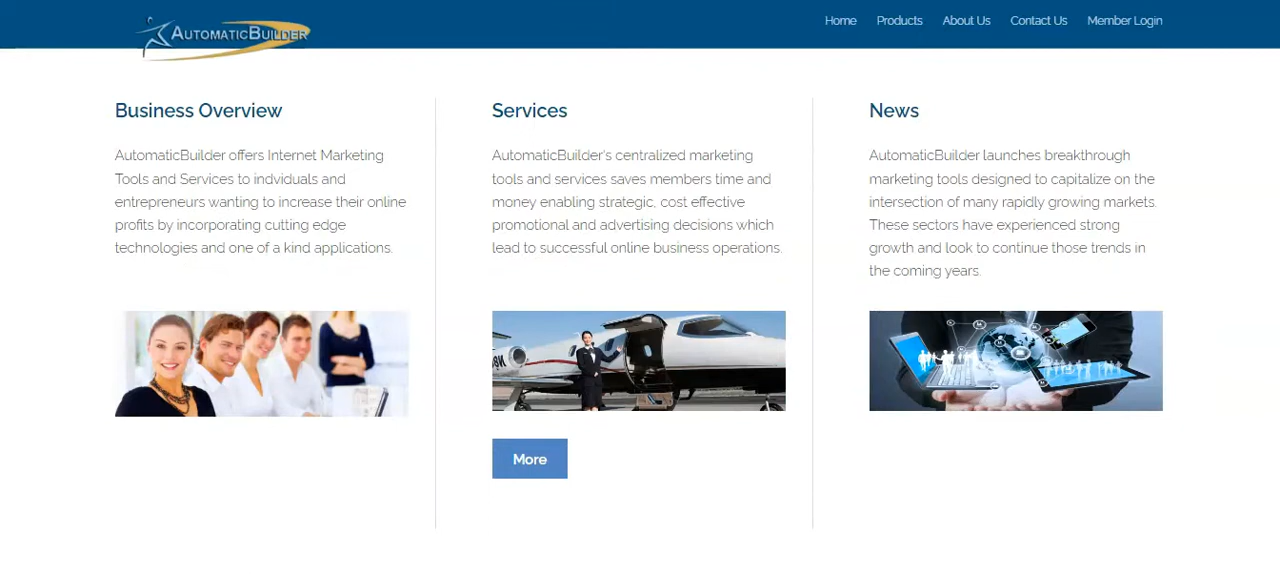 AUTOMATICBUILDER
Home Products About Us Contact Us Member Login
Business Overview
AutomaticBuilder offers Internet Marketing
Tools and Services to indviduals and
entrepreneurs wanting to increase their online
profits by incorporating cutting edge
technologies and one of a kind applications.
Services
AutomaticBuilder's centralized marketing
tools and services saves members time and
money enabling strategic, cost effective
promotional and advertising decisions which
lead to successful online business operations.
More
News
AutomaticBuilder launches breakthrough
marketing tools designed to capitalize on the
intersection of many rapidly growing markets.
These sectors have experienced strong
growth and look to continue those trends in
the coming years.